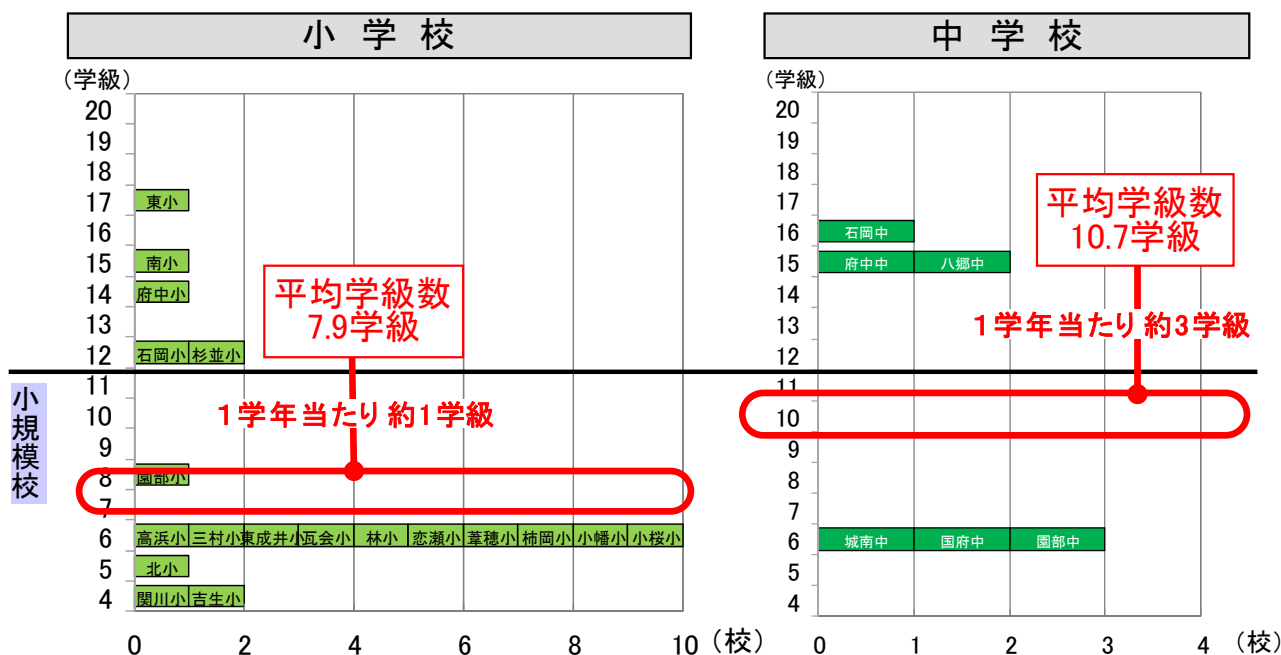 小学校
(学級)
20
19
18
17
16
15
14
13
12
11
10
9
8
7
6
5
4
東小
南小
府中小
石岡小 杉並小
園部小
高浜小 三村小 東成井小 瓦会小 林小 恋瀬小 葦穂小 柿岡小 小幡小 小桜小
北小
関川小 吉生小
平均学級数
7.9学級
1学年当たり約1学級
小規模校
0 2 4 6 8 10 (校)
中学校
(学級)
20
19
18
17
16
15
14
13
12
11
10
9
8
7
6
5
4
石岡中
府中中 八郷中
城南中 国府中 園部中
平均学級数
10.7学級
1学年当たり約3学級
0 1 2 3 4 (校)